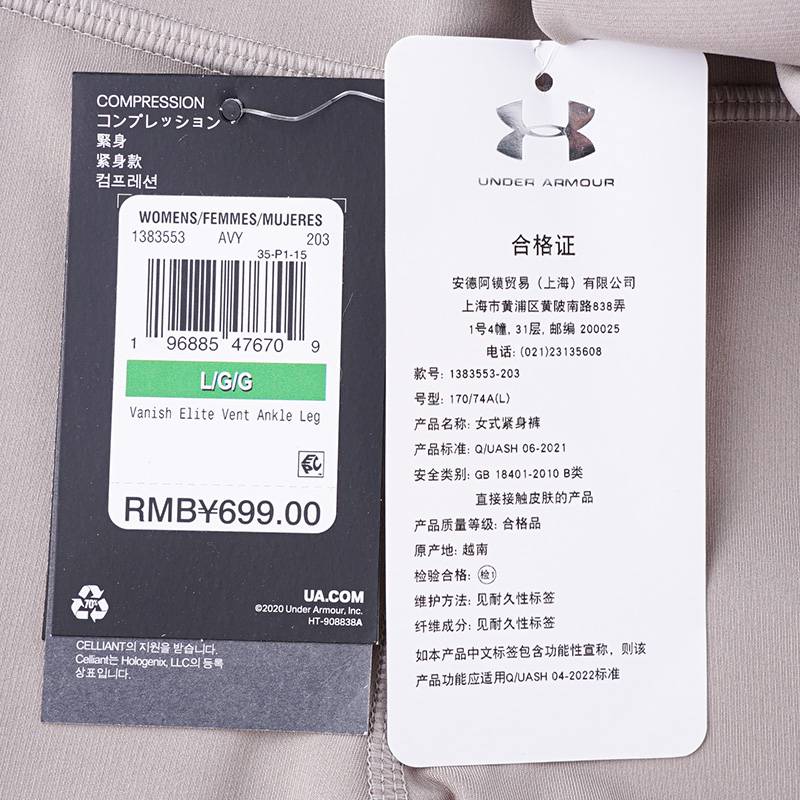 COMPRESSION
コンプレッション
緊身
紧身款
컴프레션
WOMENS/FEMMES/MUJERES
1383553 AVY 203
35-P1-15
1 96885 47670 9
L/G/G
Vanish Elite Vent Ankle Leg
RMB¥699.00
70%
UA.COM
©2020 Under Armour, Inc.
HT-908838A
CELLIANT의 지원을 받습니다.
Celliant는 Hologenix, LLC의 등록
상표입니다.
UNDER ARMOUR
合格证
安德阿镆贸易（上海）有限公司
上海市黄浦区黄陂南路838弄
1号4幢, 31层, 邮编 200025
电话: (021)23135608
款号: 1383553-203
号型: 170/74A(L)
产品名称: 女式紧身裤
产品标准: Q/UASH 06-2021
安全类别: GB 18401-2010 B类
直接接触皮肤的产品
产品质量等级: 合格品
原产地: 越南
检验合格: 检1
维护方法: 见耐久性标签
纤维成分: 见耐久性标签
如本产品中文标签包含功能性宣称，则该
产品功能应适用Q/UASH 04-2022标准